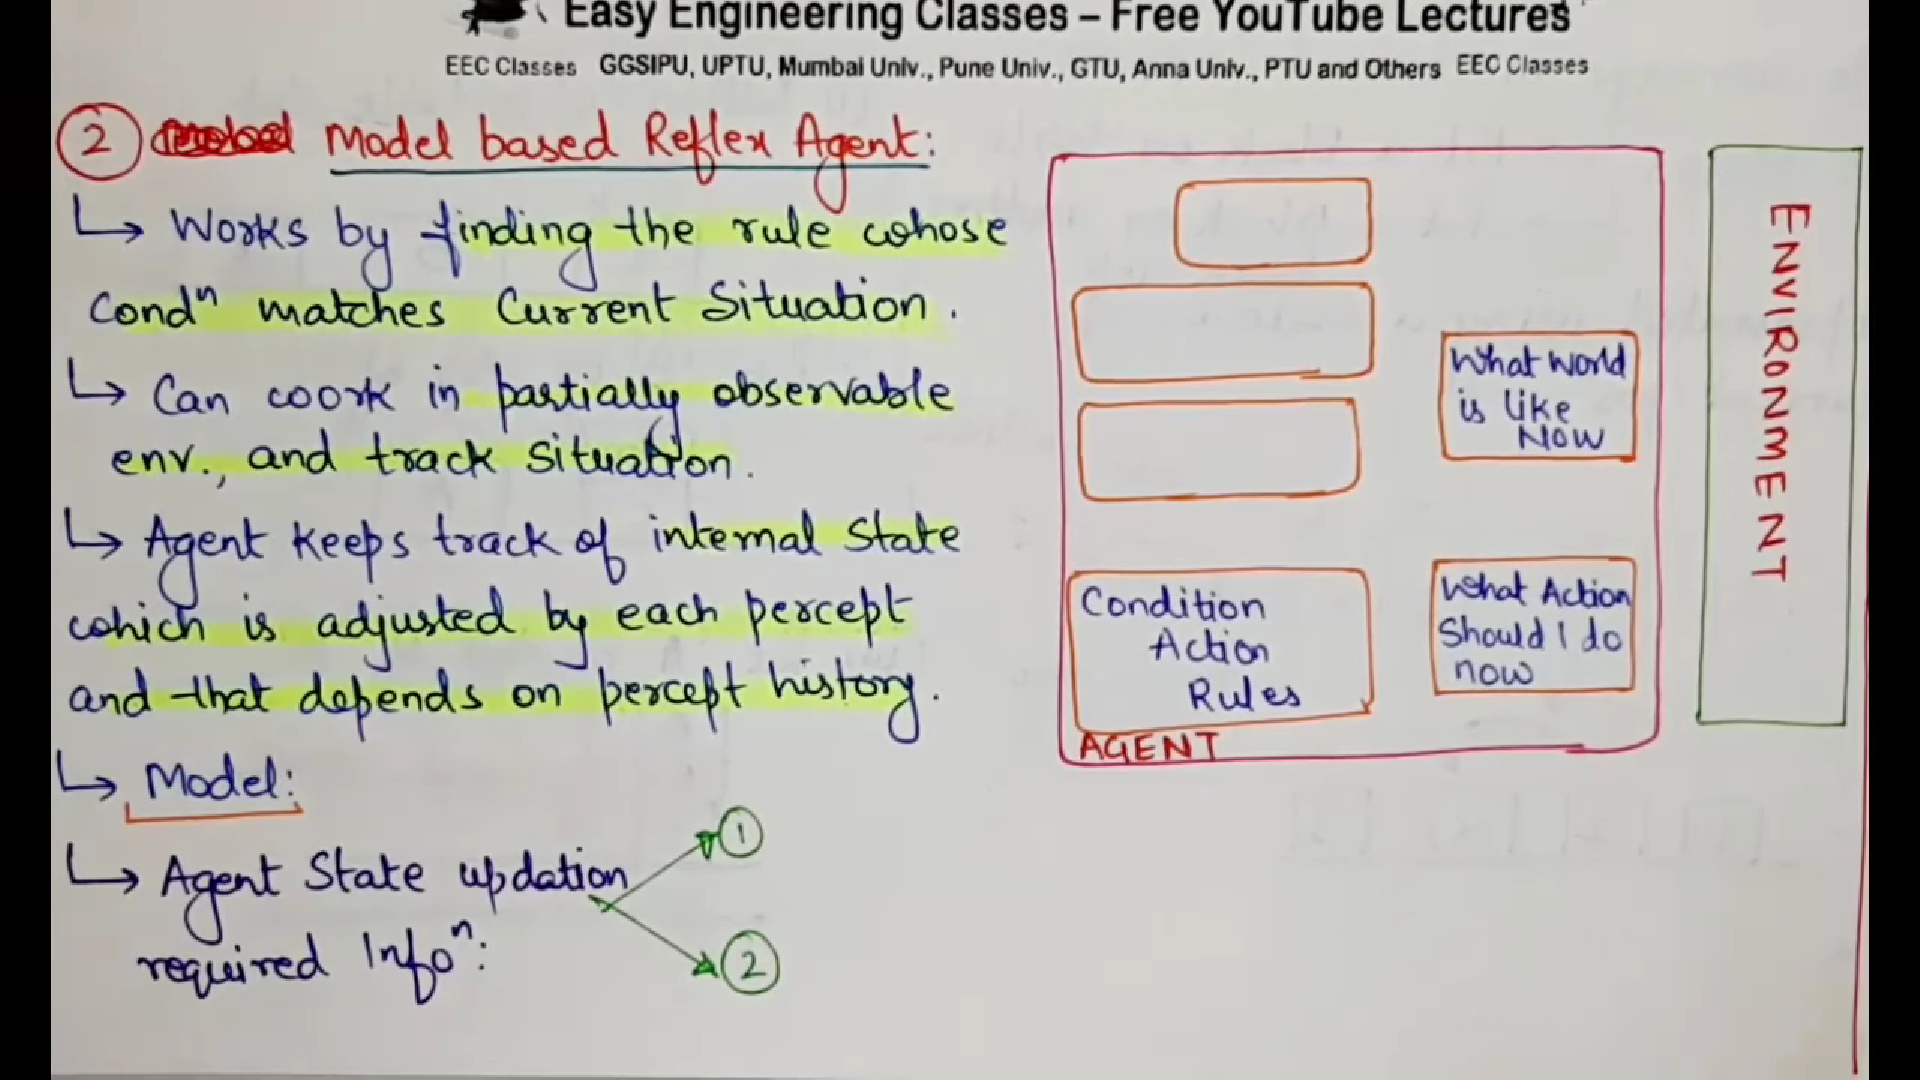 Easy Engineering Classes – Free YouTube Lectures
EEC Classes GGSIPU, UPTU, Mumbai Univ., Pune Univ., GTU, Anna Univ., PTU and Others EEC Classes
2 Model based Reflex Agent:
↳ Works by finding the rule whose
Condⁿ matches Current Situation.
↳ Can work in partially observable
env., and track situation.
↳ Agent keeps track of internal State
which is adjusted by each percept
and that depends on percept history.
↳ Model:
↳ Agent State updation
required Infoⁿ:
1
2
What world
is like
Now
Condition
Action
Rules
What Action
Should I do
now
AGENT
ENVIRONMENT